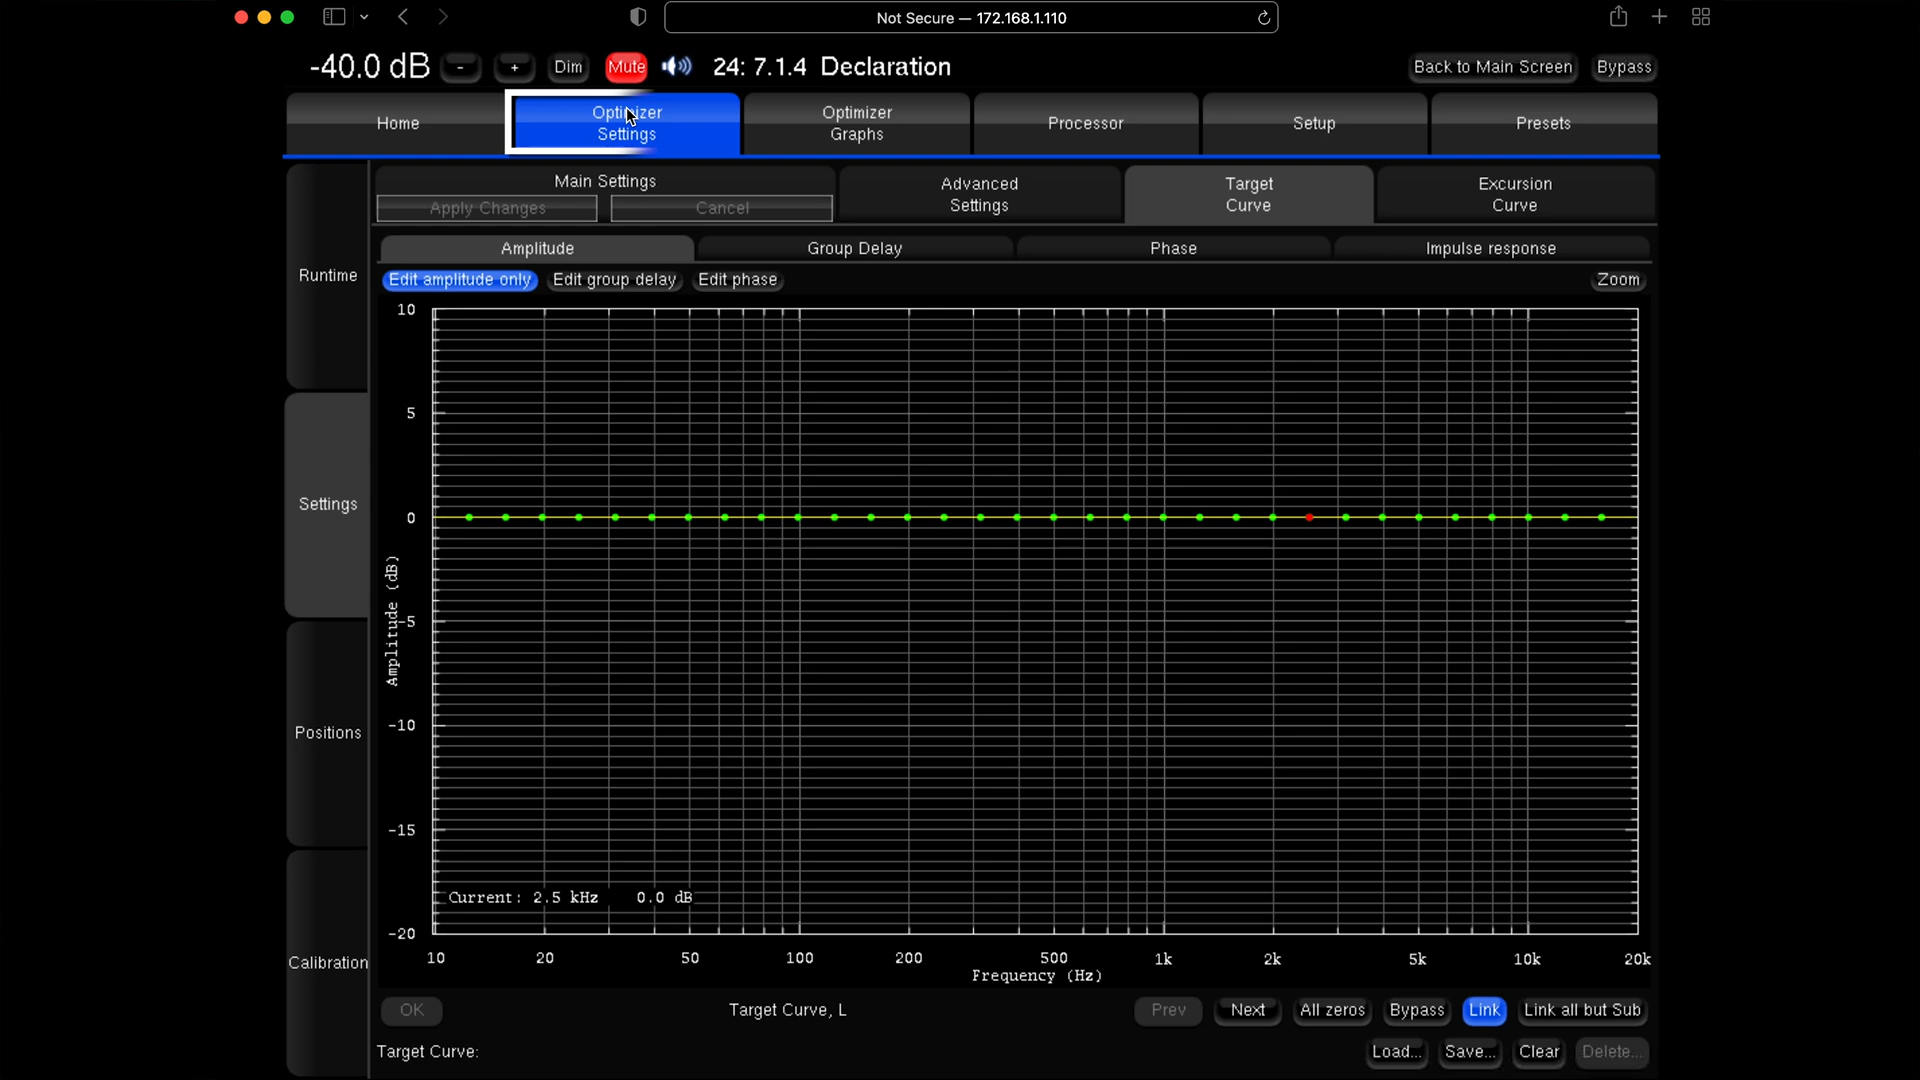 Not Secure — 172.168.1.110
-40.0 dB - + Dim Mute 24: 7.1.4 Declaration Back to Main Screen Bypass
Home
Optimizer
Settings
Optimizer
Graphs
Processor
Setup
Presets
Main Settings
Apply Changes Cancel
Advanced
Settings
Target
Curve
Excursion
Curve
Runtime
Settings
Positions
Calibration
Amplitude Group Delay Phase Impulse response
Edit amplitude only Edit group delay Edit phase Zoom
10
5
0
-5
-10
-15
-20
Amplitude (dB)
Current: 2.5 kHz 0.0 dB
10 20 50 100 200 500 1k 2k 5k 10k 20k
Frequency (Hz)
OK Target Curve, L Prev Next All zeros Bypass Link Link all but Sub
Target Curve: Load... Save... Clear Delete...